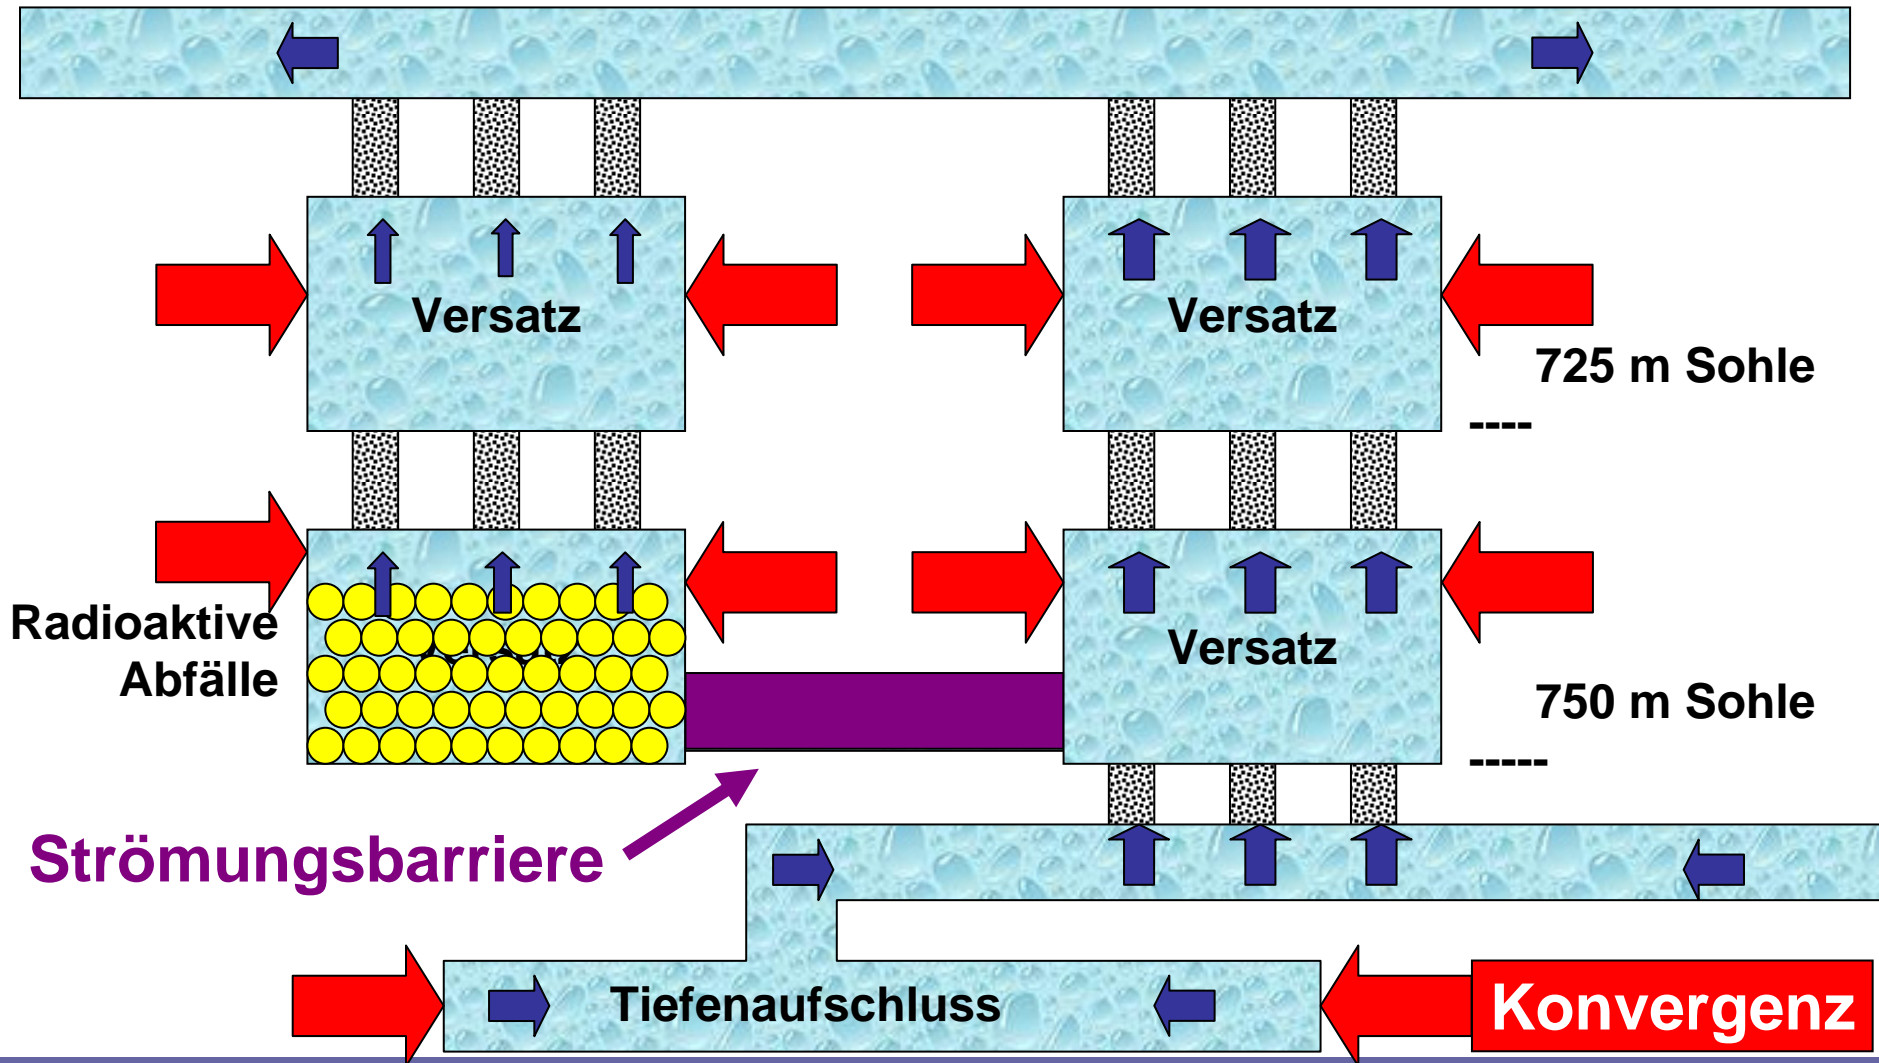 Versatz
Versatz
725 m Sohle
----
Radioaktive
Abfälle
Versatz
750 m Sohle
-----
Strömungsbarriere
Tiefenaufschluss
Konvergenz